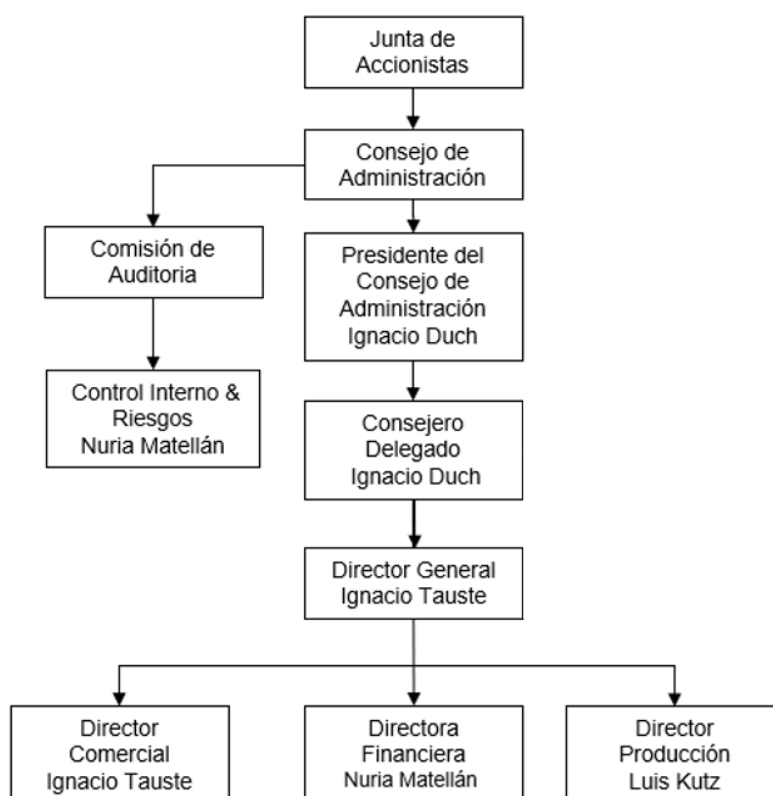 Junta de
Accionistas
Consejo de
Administración
Comisión de
Auditoria
Presidente del
Consejo de
Administración
Ignacio Duch
Control Interno &
Riesgos
Nuria Matellán
Consejero
Delegado
Ignacio Duch
Director General
Ignacio Tauste
Director
Comercial
Ignacio Tauste
Directora
Financiera
Nuria Matellán
Director
Producción
Luis Kutz